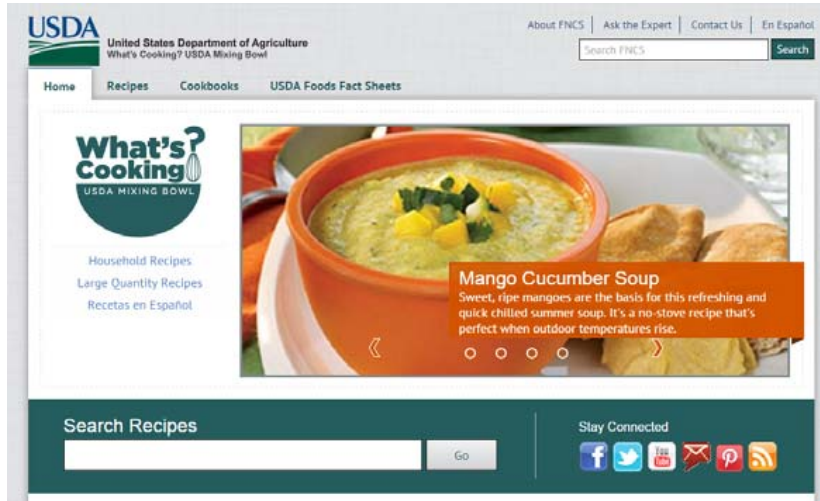 USDA
United States Department of Agriculture
What's Cooking? USDA Mixing Bowl
About FNCS | Ask the Expert | Contact Us | En Español
Search FNCS
Search
Home
Recipes
Cookbooks
USDA Foods Fact Sheets
What's?
Cooking
USDA MIXING BOWL
Household Recipes
Large Quantity Recipes
Recetas en Español
Mango Cucumber Soup
Sweet, ripe mangoes are the basis for this refreshing and
quick chilled summer soup. It's a no-stove recipe that's
perfect when outdoor temperatures rise.
Search Recipes
Go
Stay Connected
f
You
Tube